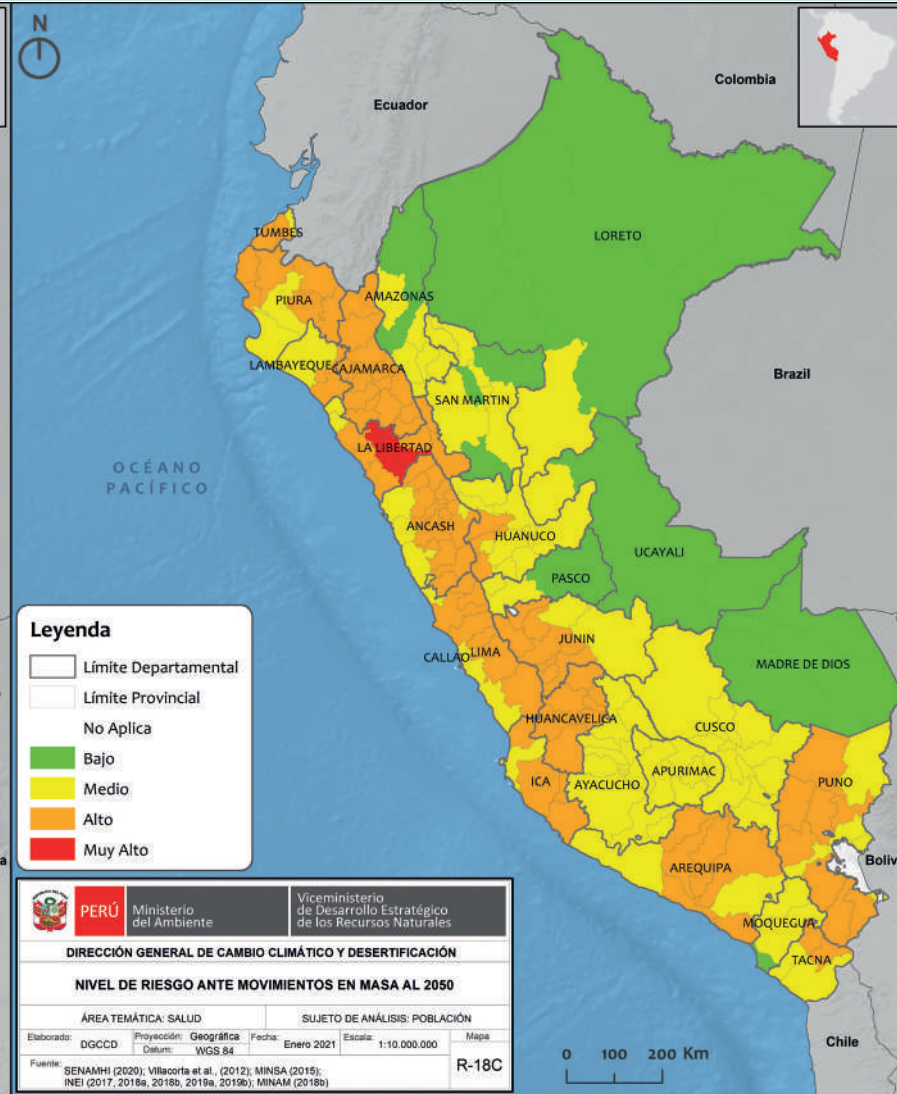 N
Colombia
Ecuador
LORETO
TUMBES
AMAZONAS
PIURA
LAMBAYEQUE
CAJAMARCA
Brazil
SAN MARTIN
LA LIBERTAD
OCÉANO
PACÍFICO
ANCASH
HUANUCO
UCAYALI
PASCO
JUNIN
CALLAO
LIMA
MADRE DE DIOS
HUANCAVELICA
CUSCO
ICA
AYACUCHO
APURIMAC
PUNO
AREQUIPA
Boliv
MOQUEGUA
TACNA
Chile
Leyenda
Límite Departamental
Límite Provincial
No Aplica
Bajo
Medio
Alto
Muy Alto
PERÚ
Ministerio
del Ambiente
Viceministerio
de Desarrollo Estratégico
de los Recursos Naturales
DIRECCIÓN GENERAL DE CAMBIO CLIMÁTICO Y DESERTIFICACIÓN
NIVEL DE RIESGO ANTE MOVIMIENTOS EN MASA AL 2050
ÁREA TEMÁTICA: SALUD
SUJETO DE ANÁLISIS: POBLACIÓN
Elaborado: DGCCD
Proyección: Geográfica
Datum: WGS 84
Fecha: Enero 2021
Escala: 1:10.000.000
Mapa
R-18C
Fuente: SENAMHI (2020); Villacorta et al., (2012); MINSA (2015);
INEI (2017, 2018a, 2018b, 2019a, 2019b); MINAM (2018b)
0 100 200 Km